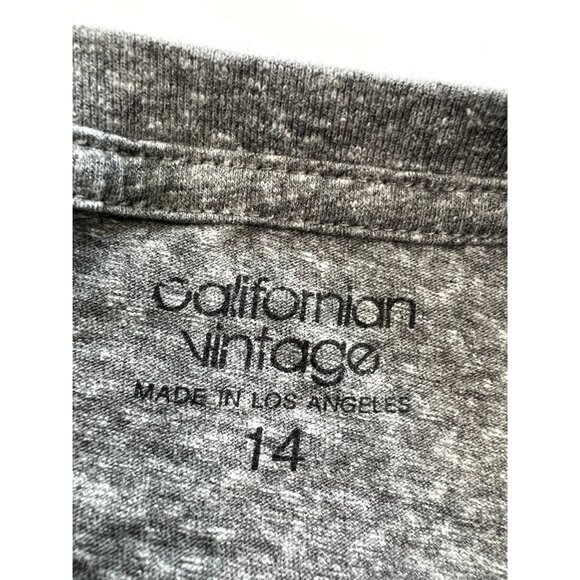 Californian
Vintage
MADE IN LOS ANGELES
14